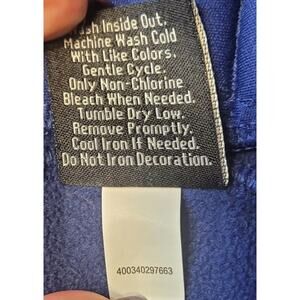 Wash Inside Out.
Machine Wash Cold
With Like Colors.
Gentle Cycle.
Only Non-Chlorine
Bleach When Needed.
Tumble Dry Low.
Remove Promptly.
Cool Iron If Needed.
Do Not Iron Decoration.
400340297663